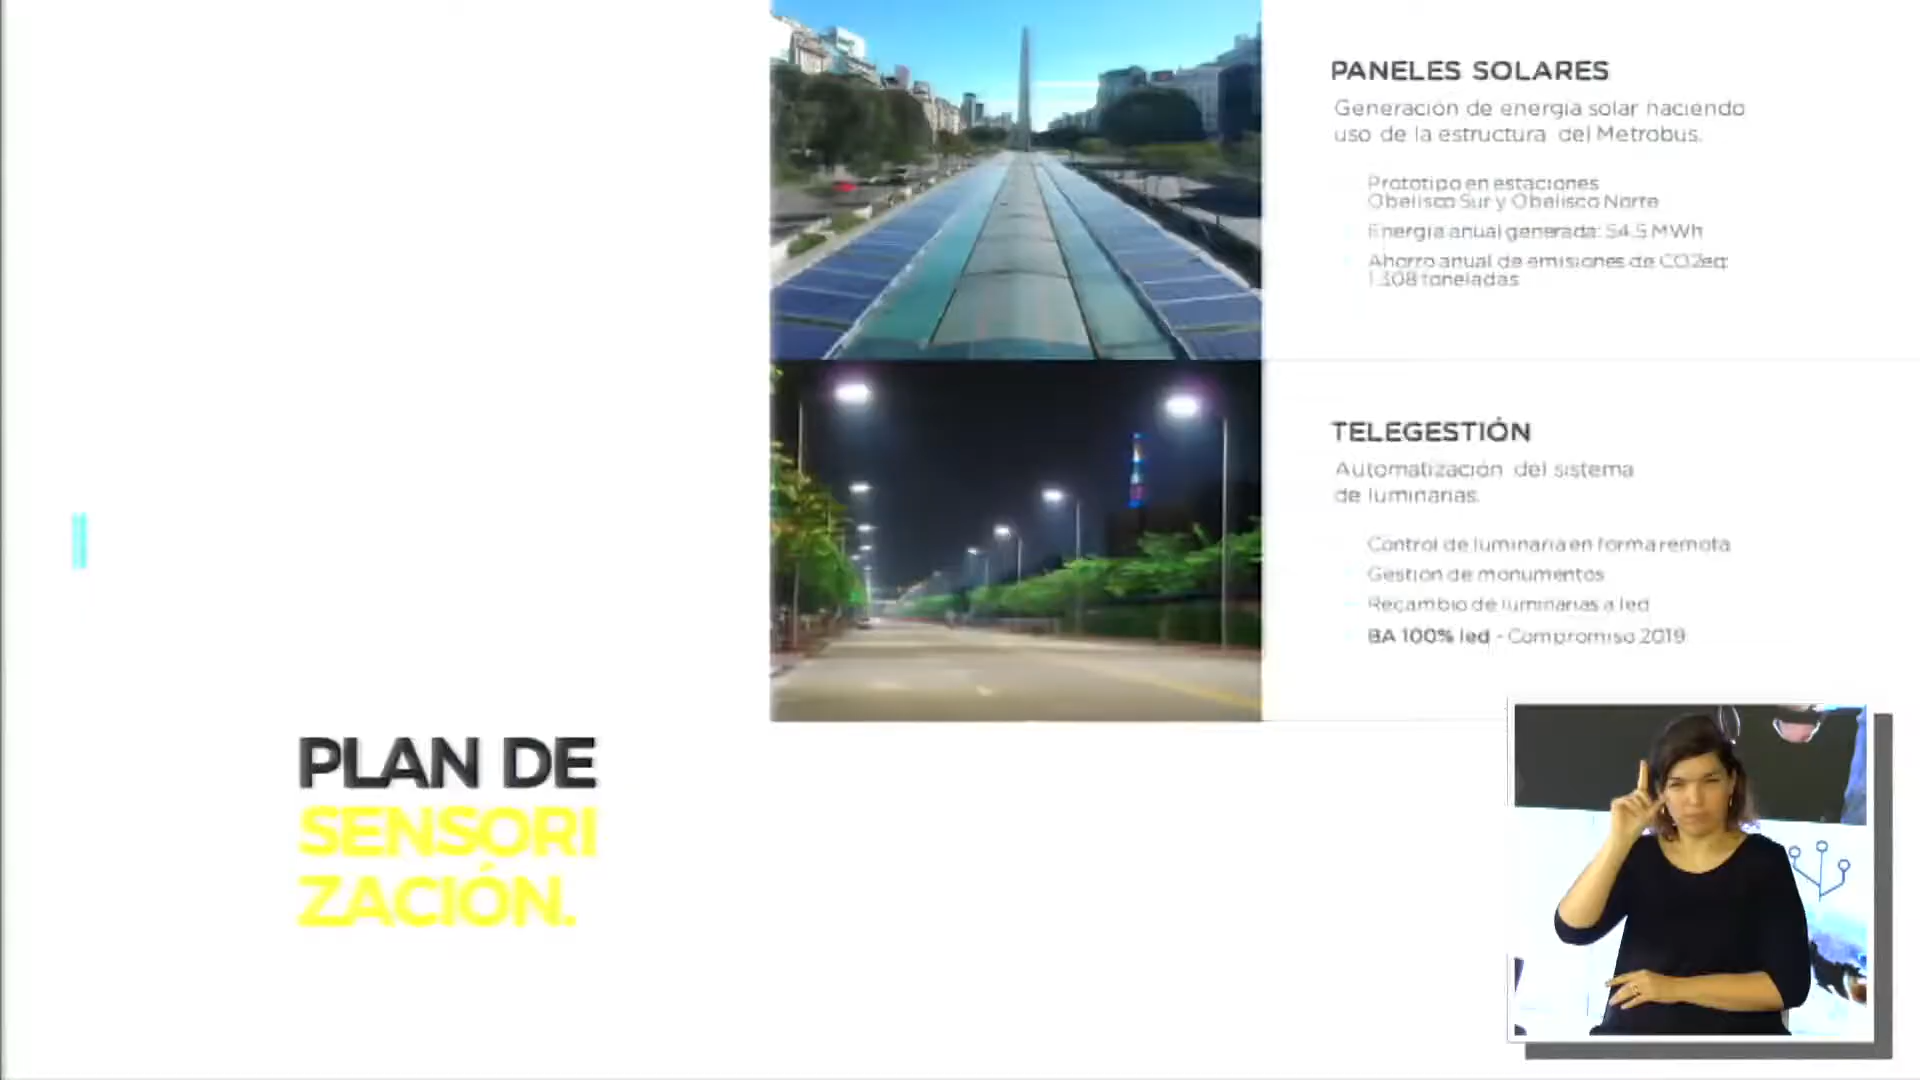 PLAN DE
SENSORI
ZACIÓN.
PANELES SOLARES
Generación de energía solar haciendo
uso de la estructura del Metrobus.
Prototipo en estaciones
Obelisco Sur y Obelisco Norte
Energía anual generada: 54.5 MWh
Ahorro anual de emisiones de CO2eq:
1.308 toneladas
TELEGESTIÓN
Automatización del sistema
de luminarias.
Control de luminaria en forma remota
Gestión de monumentos
Recambio de luminarias a led
BA 100% led - Compromiso 2019